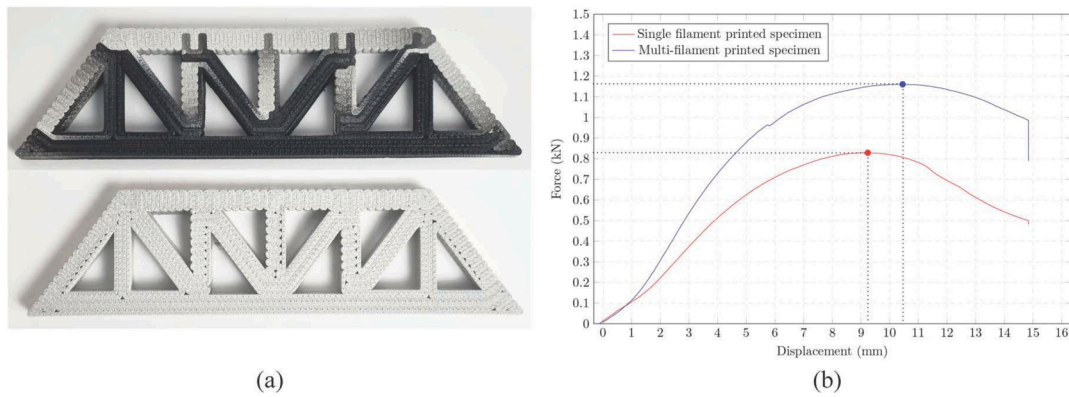 Single filament printed specimen
Multi-filament printed specimen
1.5
1.4
1.3
1.2
1.1
1
0.9
0.8
0.7
0.6
0.5
0.4
0.3
0.2
0.1
0
Force (kN)
0 1 2 3 4 5 6 7 8 9 10 11 12 13 14 15 16
Displacement (mm)
(a)
(b)